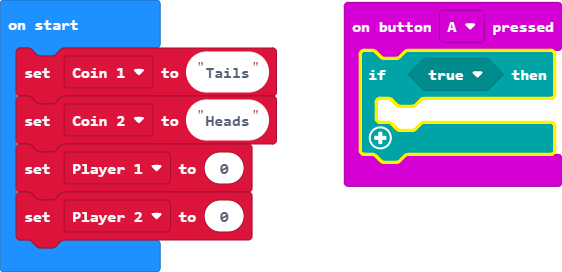 on start
set Coin 1 to "Tails"
set Coin 2 to "Heads"
set Player 1 to 0
set Player 2 to 0
on button A pressed
if true then